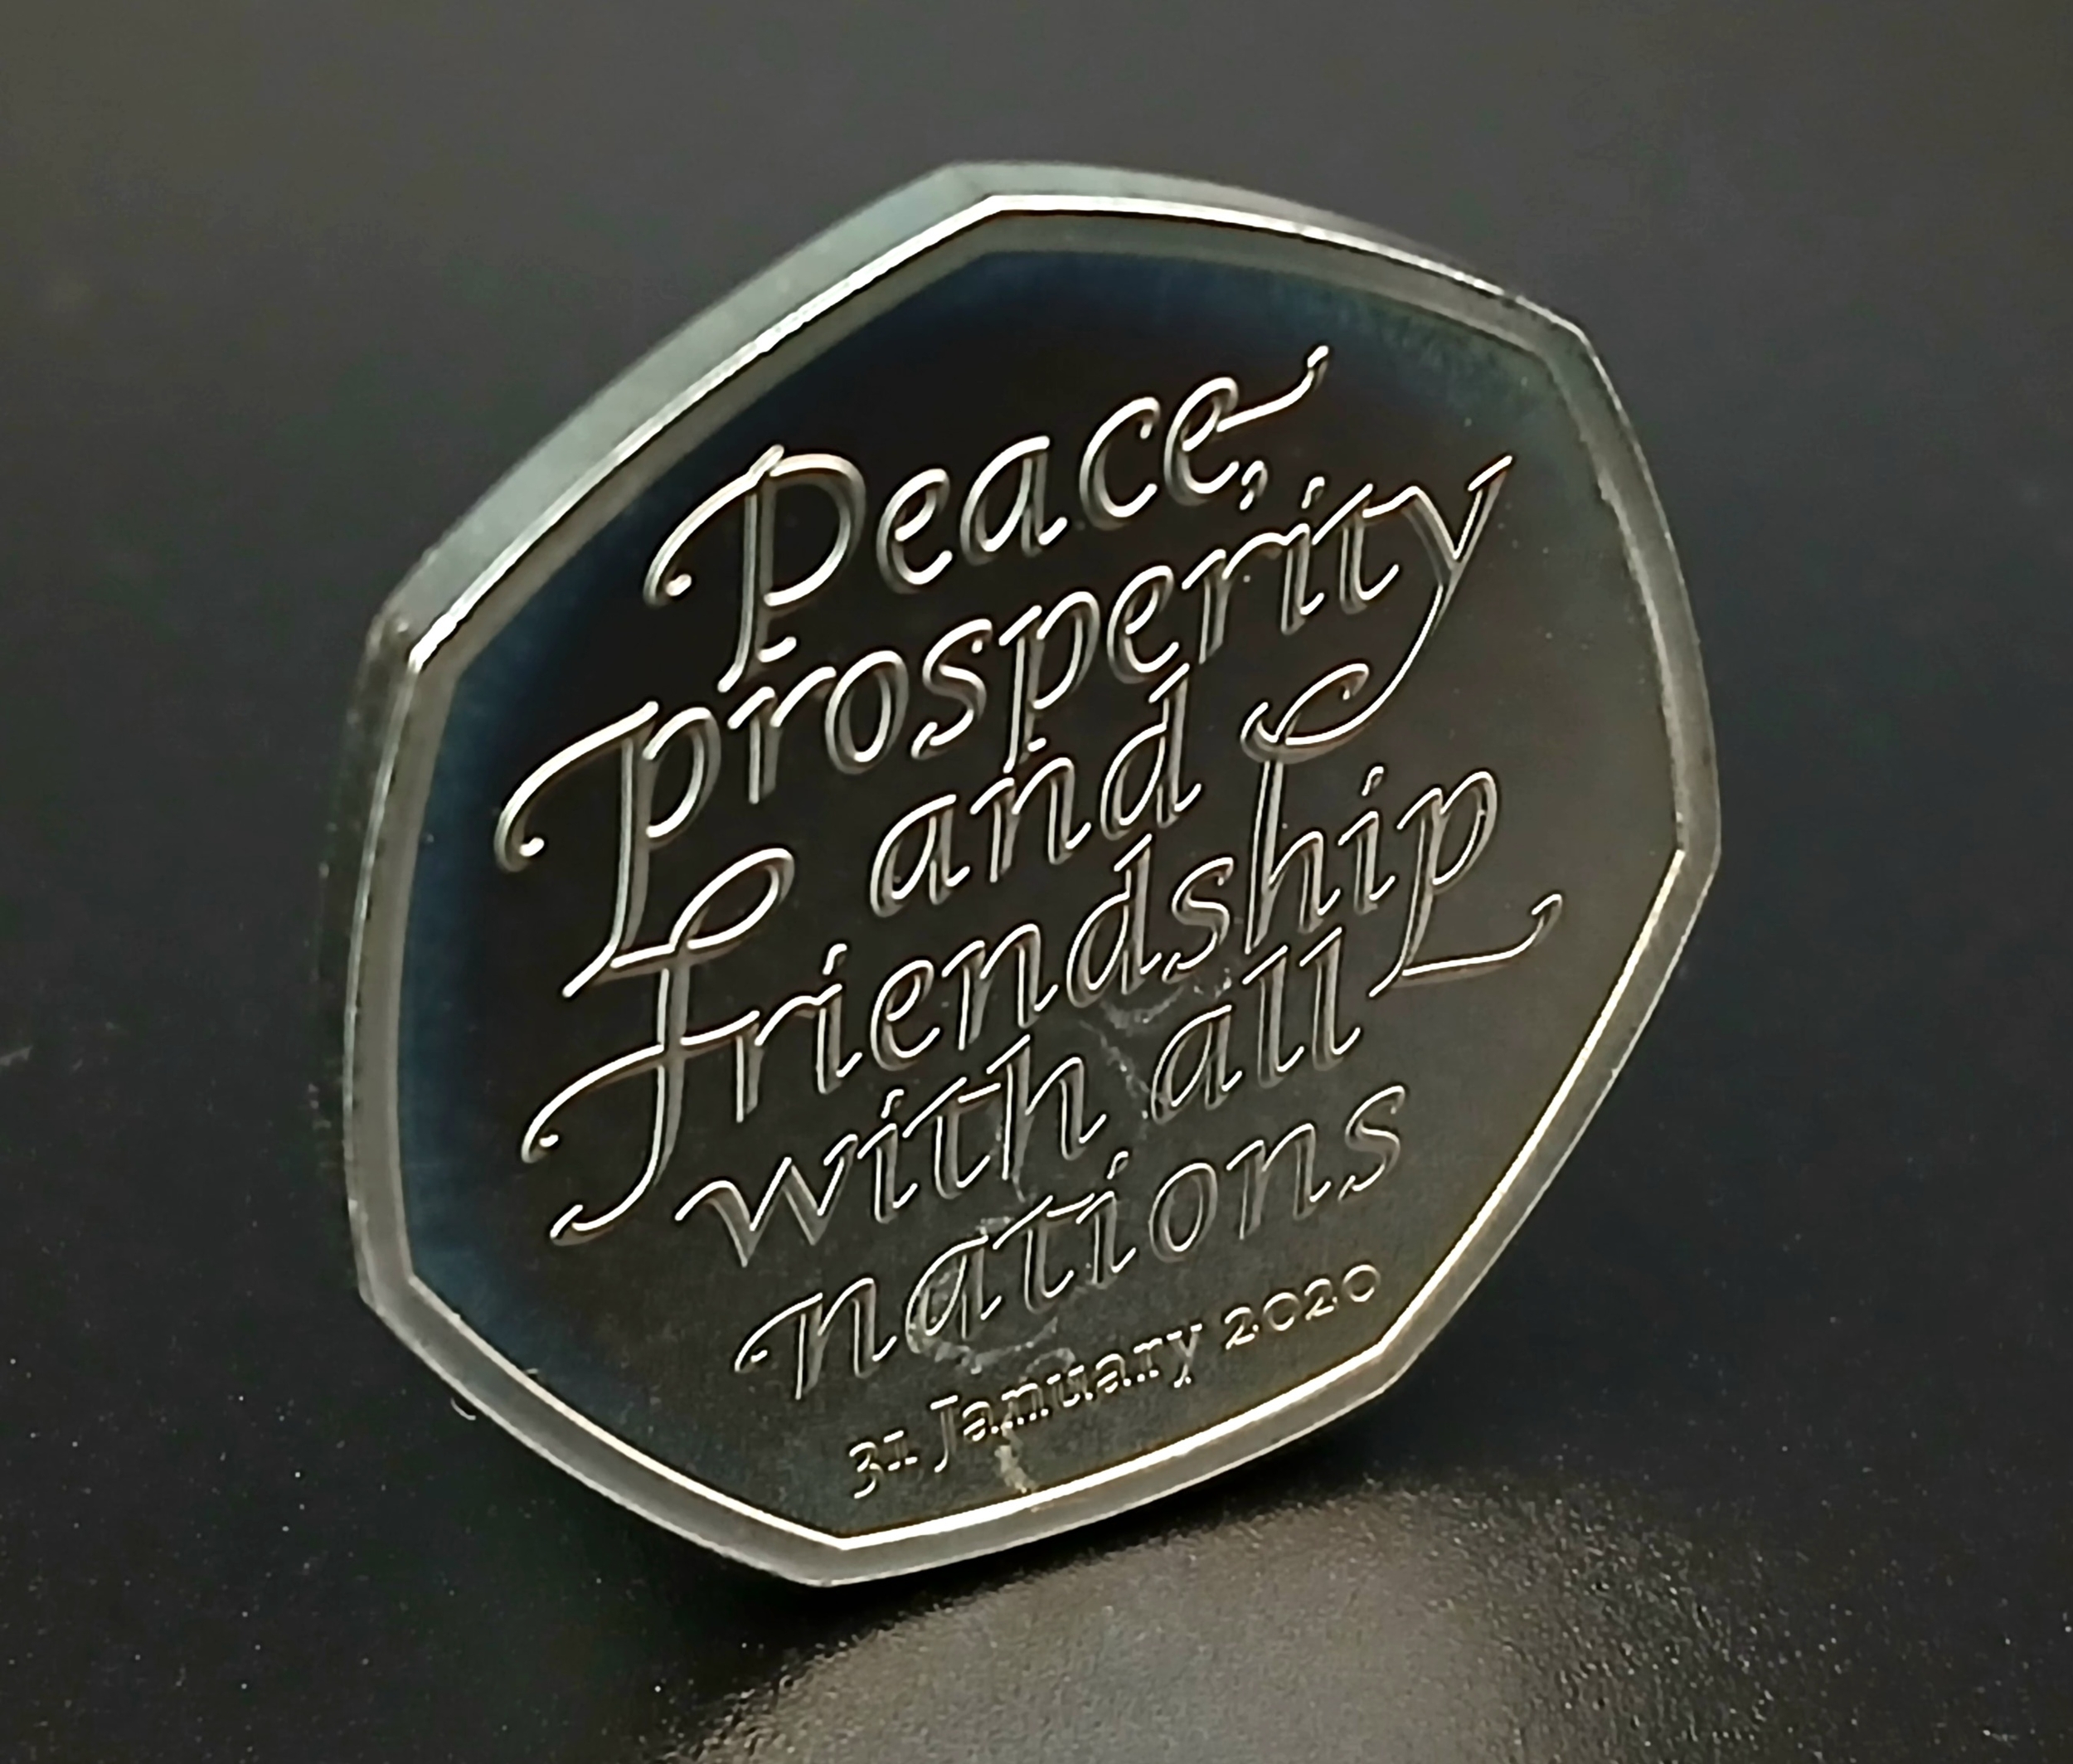 Peace,
prosperity
and
friendship
with all
nations
31 January 2020